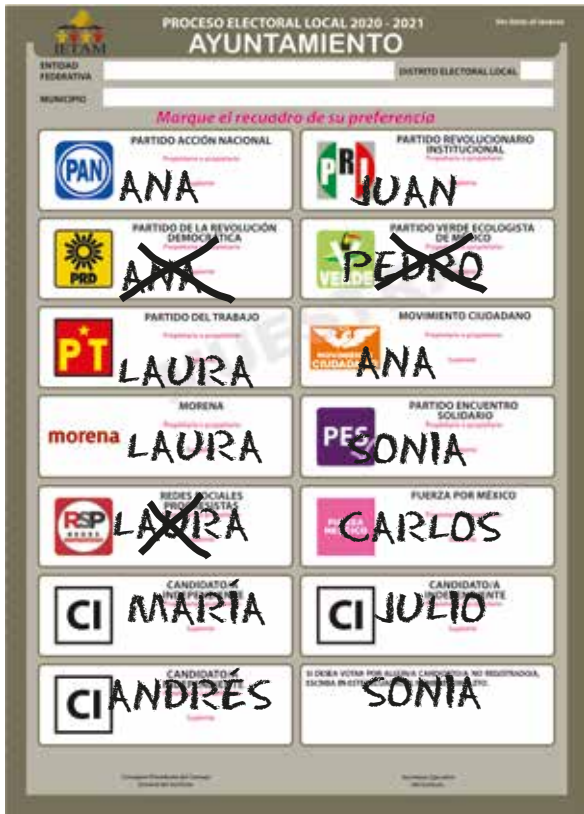 IETAM
PROCESO ELECTORAL LOCAL 2020 - 2021
AYUNTAMIENTO
ENTIDAD FEDERATIVA
DISTRITO ELECTORAL LOCAL
MUNICIPIO
Marque el recuadro de su preferencia
PAN
PARTIDO ACCIÓN NACIONAL
ANA
PRI
PARTIDO REVOLUCIONARIO
INSTITUCIONAL
JUAN
PRD
PARTIDO DE LA REVOLUCIÓN
DEMOCRÁTICA
ANA
VERDE
PARTIDO VERDE ECOLOGISTA
DE MÉXICO
PEDRO
PT
PARTIDO DEL TRABAJO
LAURA
MOVIMIENTO
CIUDADANO
MOVIMIENTO CIUDADANO
ANA
morena
MORENA
LAURA
PES
PARTIDO ENCUENTRO
SOLIDARIO
SONIA
RSP
REDES SOCIALES
PROGRESISTAS
LAURA
FUERZA POR MÉXICO
CARLOS
CI
CANDIDATO/A
INDEPENDIENTE
MARÍA
CI
CANDIDATO/A
INDEPENDIENTE
JULIO
CI
CANDIDATO/A
INDEPENDIENTE
ANDRÉS
SONIA